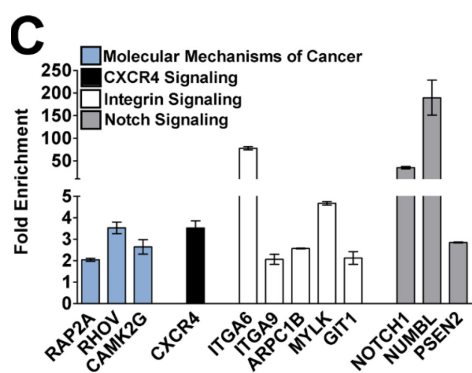 C
Molecular Mechanisms of Cancer
CXCR4 Signaling
Integrin Signaling
Notch Signaling
Fold Enrichment
250
200
150
100
50
5
4
3
2
1
0
RAP2A
RHOV
CAMK2G
CXCR4
ITGA6
ITGA9
ARPC1B
MYLK
GIT1
NOTCH1
NUMBL
PSEN2